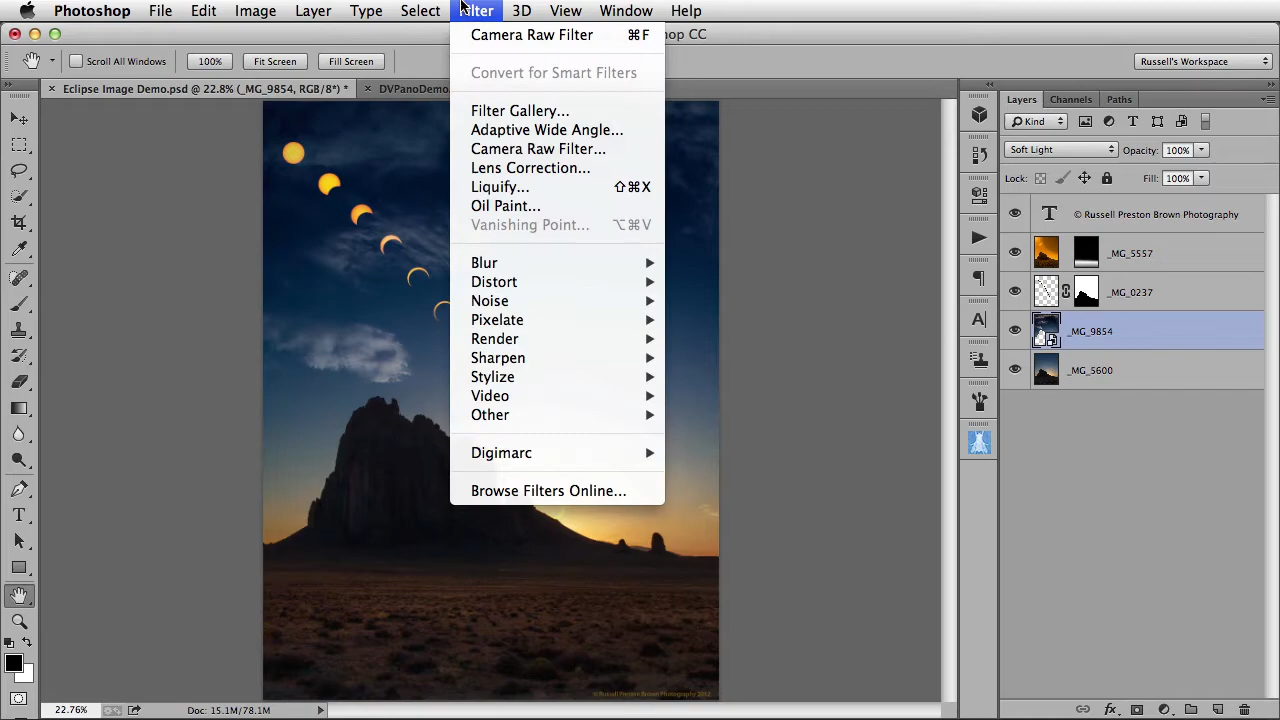 Photoshop File Edit Image Layer Type Select Filter 3D View Window Help
op CC
Scroll All Windows 100% Fit Screen Fill Screen Russell's Workspace
Eclipse Image Demo.psd @ 22.8% (_MG_9854, RGB/8*) * DVPanoDemo
Camera Raw Filter ⌘F
Convert for Smart Filters
Filter Gallery...
Adaptive Wide Angle...
Camera Raw Filter...
Lens Correction...
Liquify... ⇧⌘X
Oil Paint...
Vanishing Point... ⌥⌘V
Blur
Distort
Noise
Pixelate
Render
Sharpen
Stylize
Video
Other
Digimarc
Browse Filters Online...
Layers Channels Paths
Kind
Soft Light Opacity: 100%
Lock: Fill: 100%
© Russell Preston Brown Photography
_MG_5557
_MG_0237
_MG_9854
_MG_5600
© Russell Preston Brown Photography 2012
22.76% Doc: 15.1M/78.1M